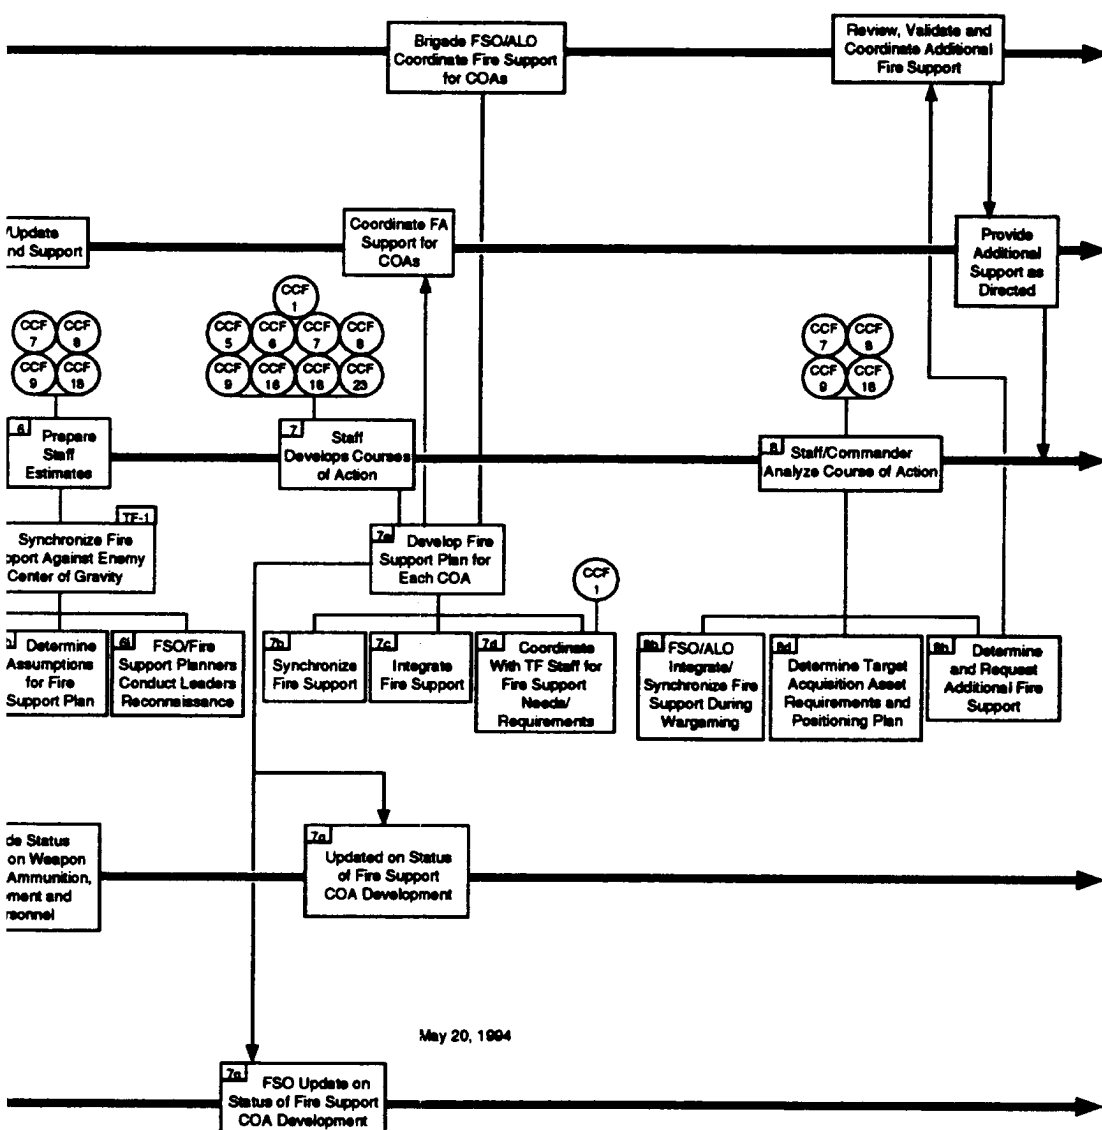 Brigade FSO/ALO
Coordinate Fire Support
for COAs
Review, Validate and
Coordinate Additional
Fire Support
/Update
nd Support
Coordinate FA
Support for
COAs
Provide
Additional
Support as
Directed
CCF
1
CCF
7
CCF
8
CCF
9
CCF
18
CCF
5
CCF
6
CCF
7
CCF
8
CCF
9
CCF
16
CCF
18
CCF
23
CCF
7
CCF
8
CCF
9
CCF
18
6
Prepare
Staff
Estimates
7
Staff
Develops Courses
of Action
8
Staff/Commander
Analyze Course of Action
TF-1
Synchronize Fire
pport Against Enemy
Center of Gravity
7a
Develop Fire
Support Plan for
Each COA
CCF
1
Determine
Assumptions
for Fire
Support Plan
6i
FSO/Fire
Support Planners
Conduct Leaders
Reconnaissance
7b
Synchronize
Fire Support
7c
Integrate
Fire Support
7d
Coordinate
With TF Staff for
Fire Support
Needs/
Requirements
8b
FSO/ALO
Integrate/
Synchronize Fire
Support During
Wargaming
8d
Determine Target
Acquisition Asset
Requirements and
Positioning Plan
Determine
and Request
Additional Fire
Support
de Status
on Weapon
Ammunition,
ment and
rsonnel
7a
Updated on Status
of Fire Support
COA Development
May 20, 1994
7a
FSO Update on
Status of Fire Support
COA Development